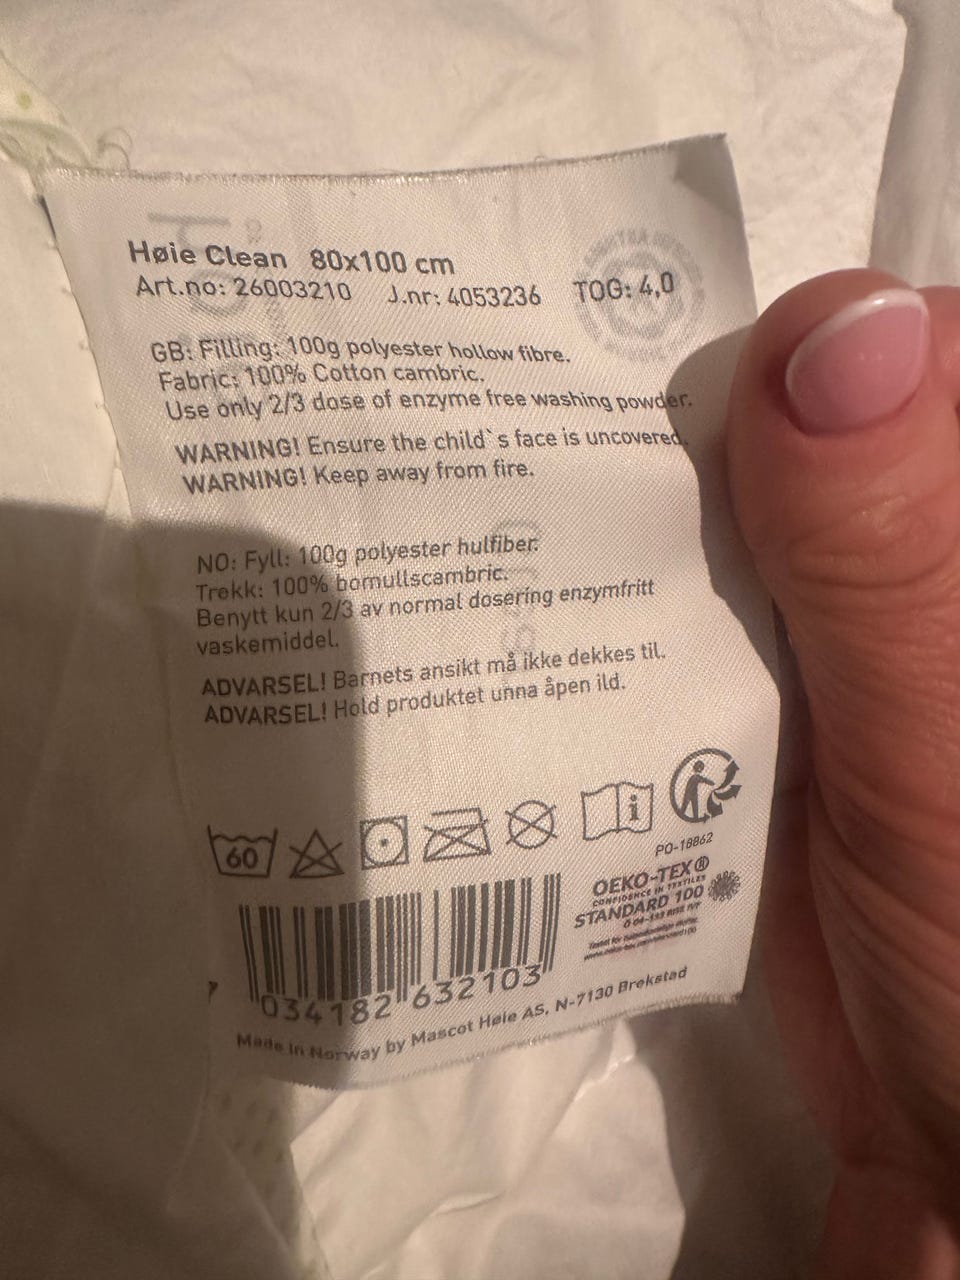 Høie Clean 80x100 cm
Art.no: 26003210 J.nr: 4053236 TOG: 4,0
GB: Filling: 100g polyester hollow fibre.
Fabric: 100% Cotton cambric.
Use only 2/3 dose of enzyme free washing powder.
WARNING! Ensure the child`s face is uncovered.
WARNING! Keep away from fire.
NO: Fyll: 100g polyester hulfiber.
Trekk: 100% bomullscambric.
Benytt kun 2/3 av normal dosering enzymfritt
vaskemiddel.
ADVARSEL! Barnets ansikt må ikke dekkes til.
ADVARSEL! Hold produktet unna åpen ild.
60
i
PO-18862
OEKO-TEX®
CONFIDENCE IN TEXTILES
STANDARD 100
7 034182 632103
Made in Norway by Mascot Høie AS, N-7130 Brekstad